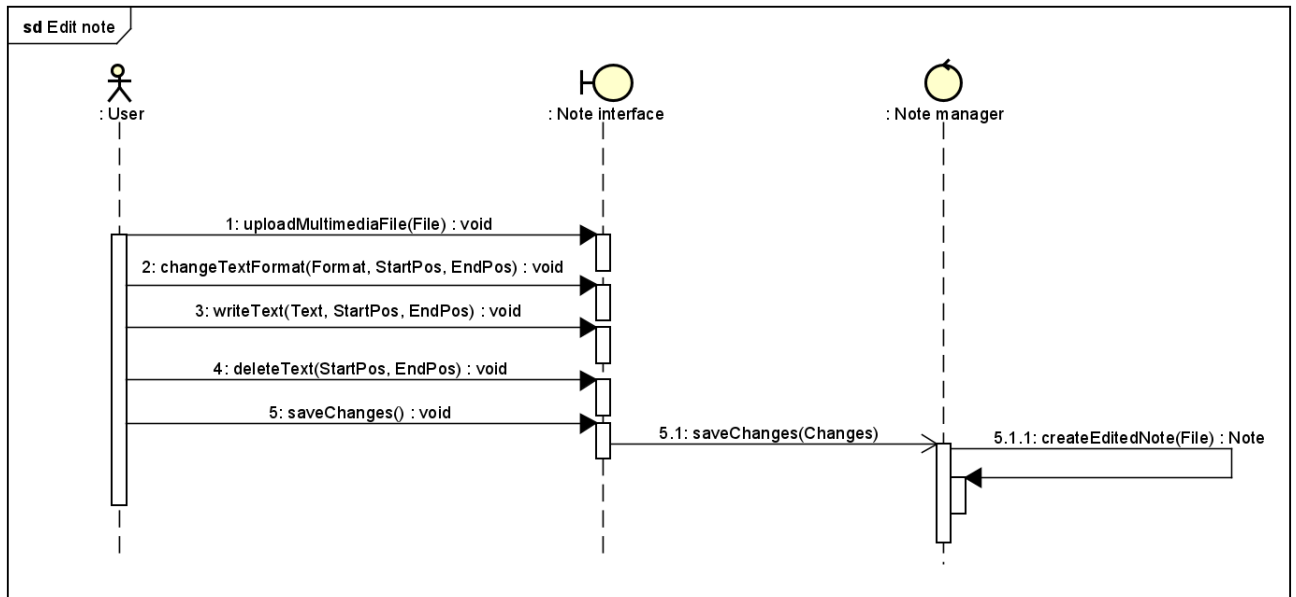 sd Edit note
: User
: Note interface
: Note manager
1: uploadMultimediaFile(File) : void
2: changeTextFormat(Format, StartPos, EndPos) : void
3: writeText(Text, StartPos, EndPos) : void
4: deleteText(StartPos, EndPos) : void
5: saveChanges() : void
5.1: saveChanges(Changes)
5.1.1: createEditedNote(File) : Note